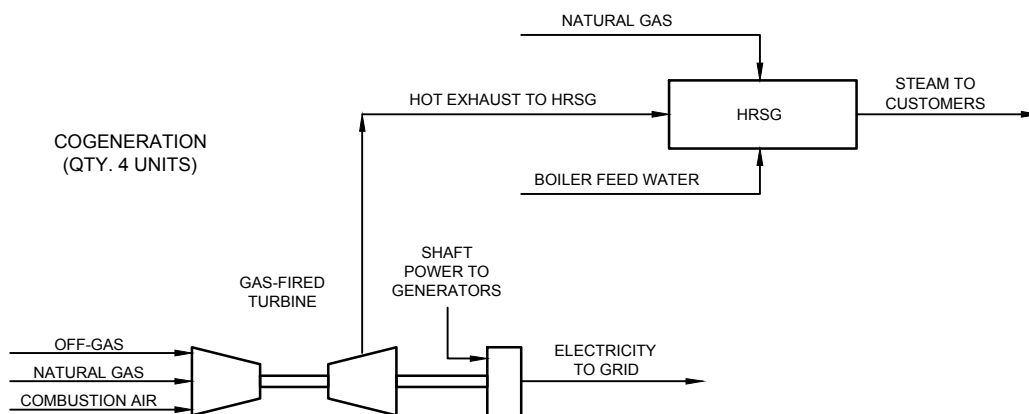 NATURAL GAS
HOT EXHAUST TO HRSG
HRSG
STEAM TO
CUSTOMERS
COGENERATION
(QTY. 4 UNITS)
BOILER FEED WATER
GAS-FIRED
TURBINE
SHAFT
POWER TO
GENERATORS
OFF-GAS
NATURAL GAS
COMBUSTION AIR
ELECTRICITY
TO GRID